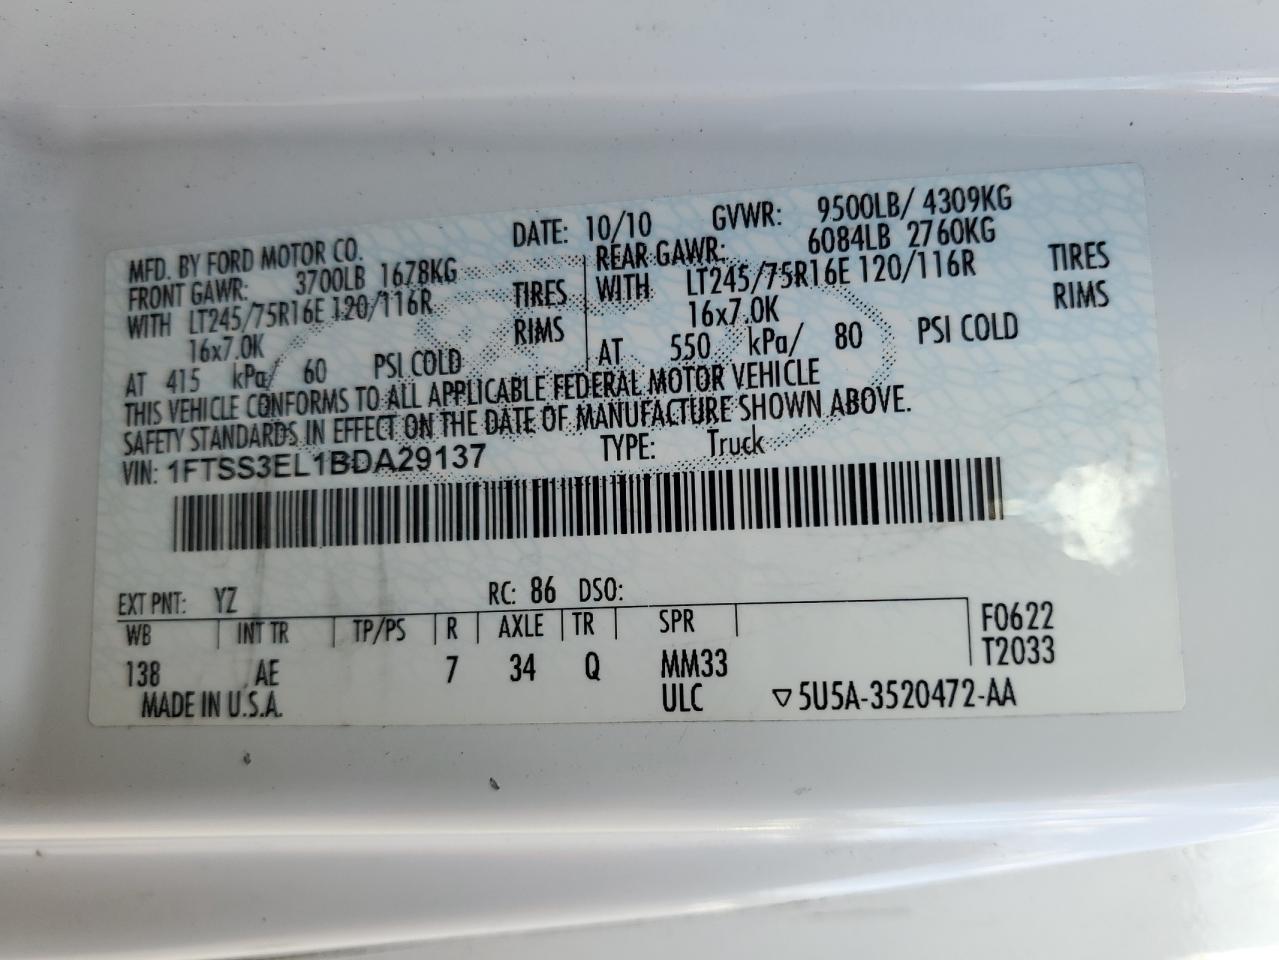 MFD. BY FORD MOTOR CO. DATE: 10/10 GVWR: 9500LB/ 4309KG
FRONT GAWR: 3700LB 1678KG REAR GAWR: 6084LB 2760KG
WITH LT245/75R16E 120/116R TIRES WITH LT245/75R16E 120/116R TIRES
16x7.0K RIMS 16x7.0K RIMS
AT 415 kPa/ 60 PSI COLD AT 550 kPa/ 80 PSI COLD
THIS VEHICLE CONFORMS TO ALL APPLICABLE FEDERAL MOTOR VEHICLE
SAFETY STANDARDS IN EFFECT ON THE DATE OF MANUFACTURE SHOWN ABOVE.
VIN: 1FTSS3EL1BDA29137 TYPE: Truck
EXT PNT: YZ RC: 86 DSO:
WB INT TR TP/PS R AXLE TR SPR F0622
138 AE 7 34 Q MM33 T2033
MADE IN U.S.A. ULC ▽5U5A-3520472-AA